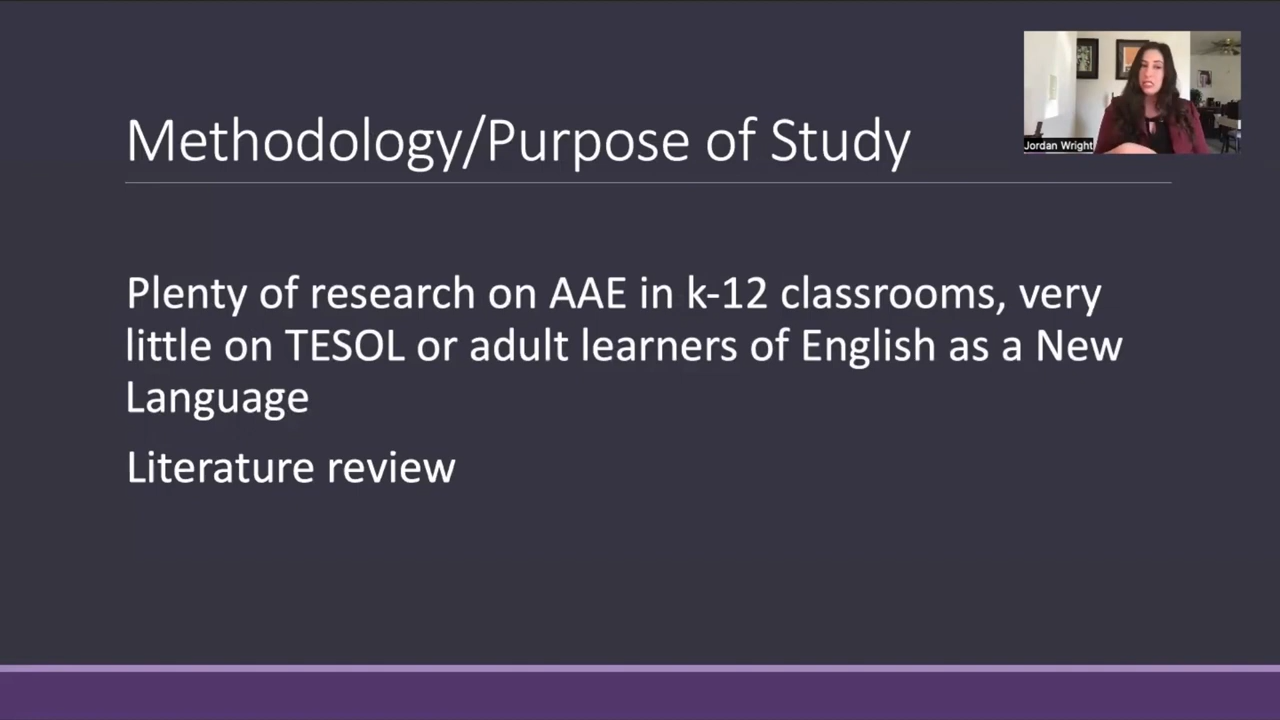 Methodology/Purpose of Study
Jordan Wright
Plenty of research on AAE in k-12 classrooms, very
little on TESOL or adult learners of English as a New
Language
Literature review